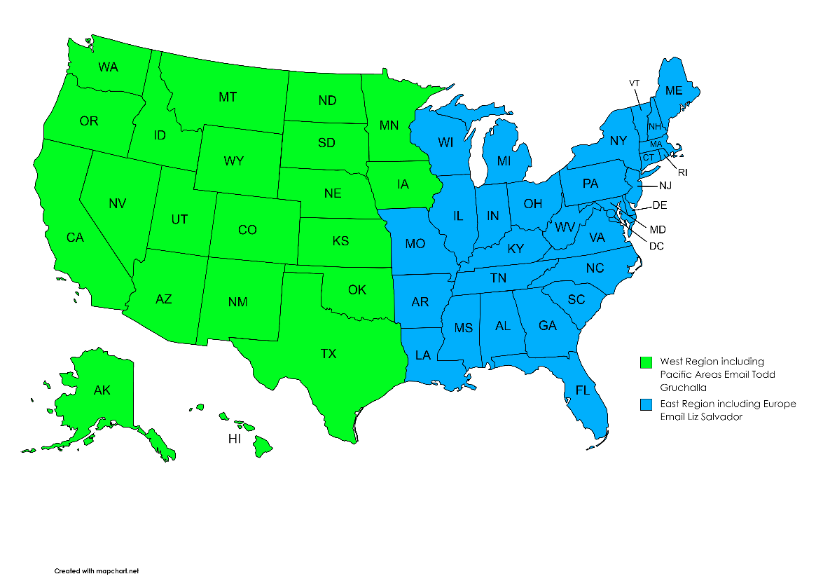 WA
MT
ND
MN
OR
ID
WY
SD
WI
MI
NY
VT
ME
NH
MA
CT
RI
NV
UT
CO
NE
IA
IL
IN
OH
PA
NJ
DE
MD
DC
CA
KS
MO
KY
WV
VA
AZ
NM
OK
AR
TN
NC
SC
TX
LA
MS
AL
GA
FL
AK
HI
West Region including
Pacific Areas Email Todd
Gruchalla
East Region including Europe
Email Liz Salvador
Created with mapchart.net